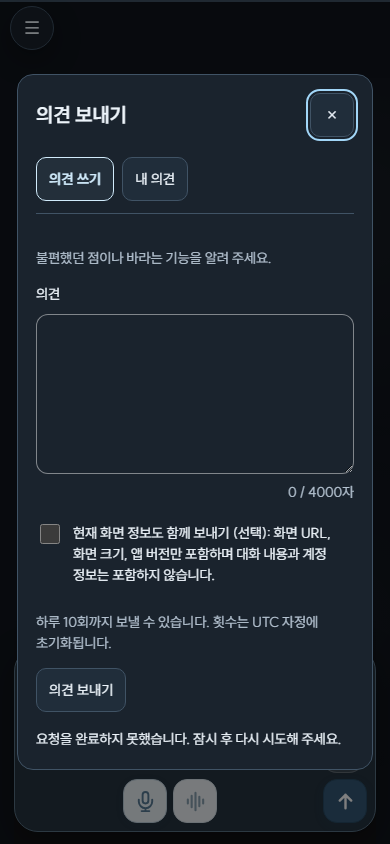 의견 보내기
×
의견 쓰기
내 의견
불편했던 점이나 바라는 기능을 알려 주세요.
의견
0 / 4000자
현재 화면 정보도 함께 보내기 (선택): 화면 URL,
화면 크기, 앱 버전만 포함하며 대화 내용과 계정
정보는 포함하지 않습니다.
하루 10회까지 보낼 수 있습니다. 횟수는 UTC 자정에
초기화됩니다.
의견 보내기
요청을 완료하지 못했습니다. 잠시 후 다시 시도해 주세요.